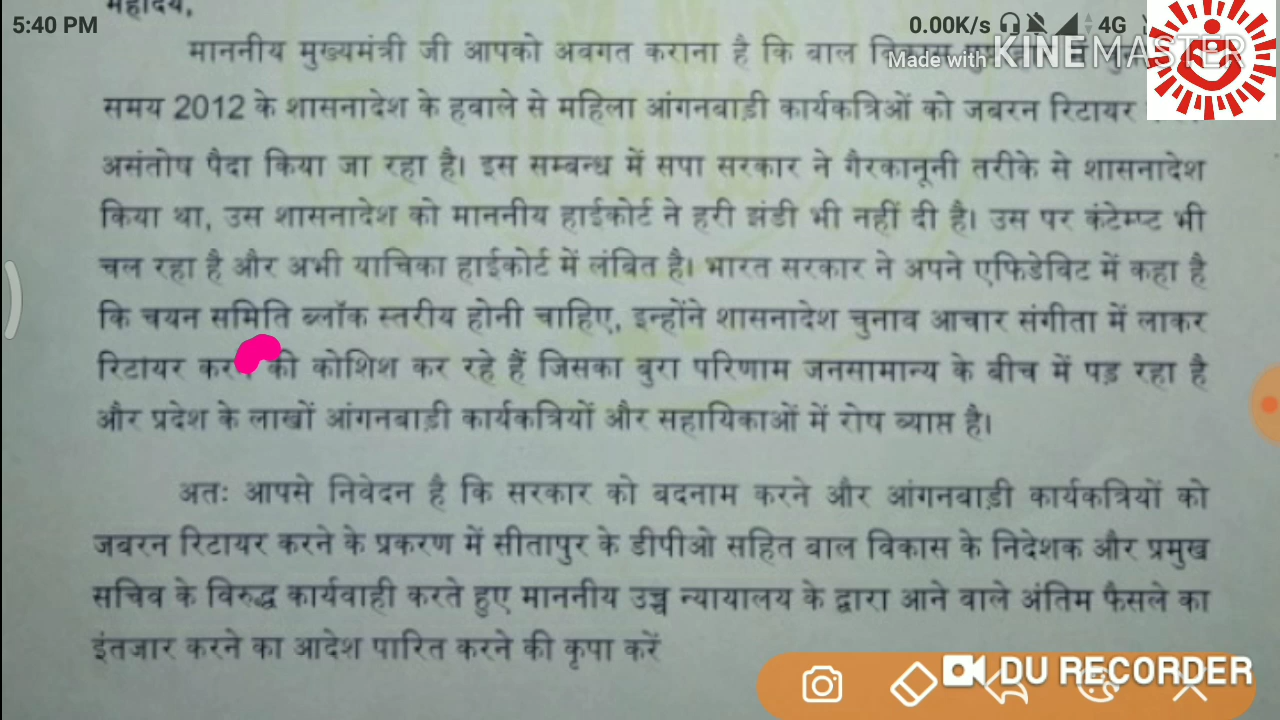 महोदय,
5:40 PM
0.00K/s 4G
Made with KINEMASTER
माननीय मुख्यमंत्री जी आपको अवगत कराना है कि बाल विकास
समय 2012 के शासनादेश के हवाले से महिला आंगनबाड़ी कार्यकत्रिओं को जबरन रिटायर
असंतोष पैदा किया जा रहा है। इस सम्बन्ध में सपा सरकार ने गैरकानूनी तरीके से शासनादेश
किया था, उस शासनादेश को माननीय हाईकोर्ट ने हरी झंडी भी नहीं दी है। उस पर कंटेम्प्ट भी
चल रहा है और अभी याचिका हाईकोर्ट में लंबित है। भारत सरकार ने अपने एफिडेविट में कहा है
कि चयन समिति ब्लॉक स्तरीय होनी चाहिए, इन्होंने शासनादेश चुनाव आचार संगीता में लाकर
रिटायर की कोशिश कर रहे हैं जिसका बुरा परिणाम जनसामान्य के बीच में पड़ रहा है
और प्रदेश के लाखों आंगनबाड़ी कार्यकत्रियों और सहायिकाओं में रोष व्याप्त है।
अतः आपसे निवेदन है कि सरकार को बदनाम करने और आंगनबाड़ी कार्यकत्रियों को
जबरन रिटायर करने के प्रकरण में सीतापुर के डीपीओ सहित बाल विकास के निदेशक और प्रमुख
सचिव के विरुद्ध कार्यवाही करते हुए माननीय उच्च न्यायालय के द्वारा आने वाले अंतिम फैसले का
इंतजार करने का आदेश पारित करने की कृपा करें
DU RECORDER